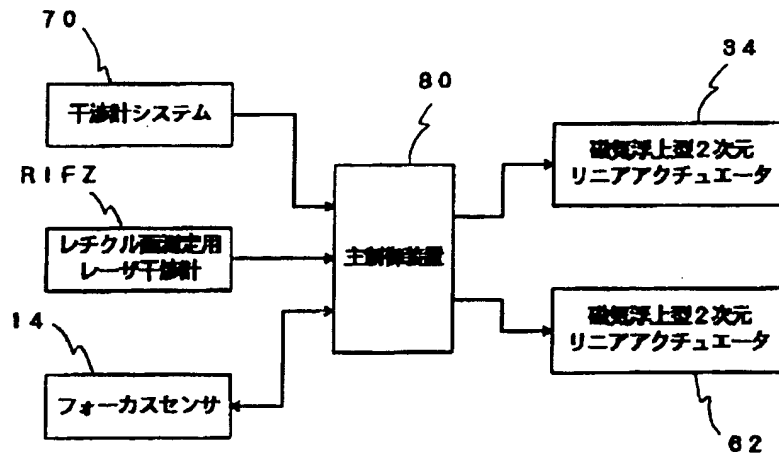 70
干渉計システム
RIFZ
レチクル面測定用
レーザ干渉計
14
フォーカスセンサ
80
主制御装置
34
磁気浮上型2次元
リニアアクチュエータ
磁気浮上型2次元
リニアアクチュエータ
62